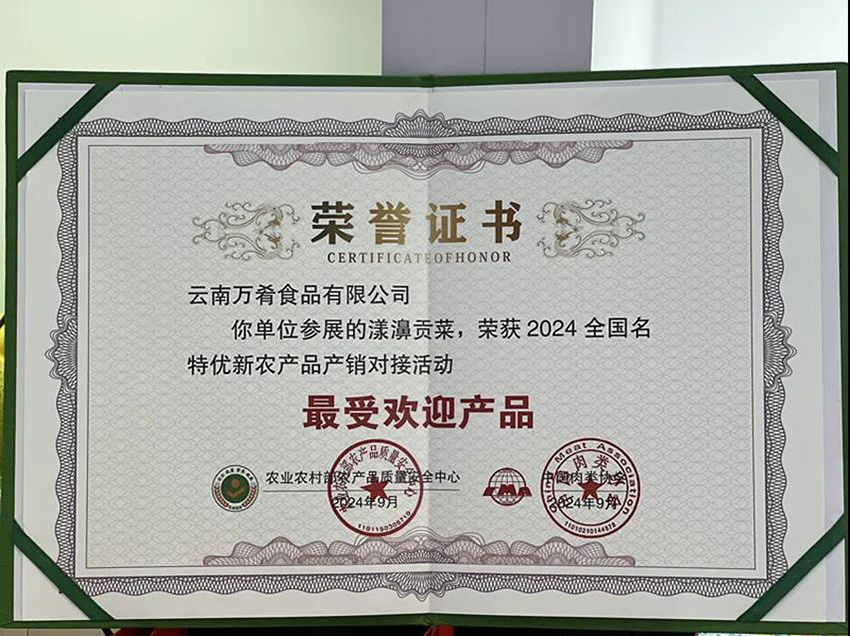 荣誉证书
CERTIFICATEOFHONOR
云南万肴食品有限公司
你单位参展的漾濞贡菜，荣获 2024 全国名
特优新农产品产销对接活动
最受欢迎产品
农业农村部农产品质量安全中心
2024年9月
中国肉类协会
2024年9月
China Meat Association